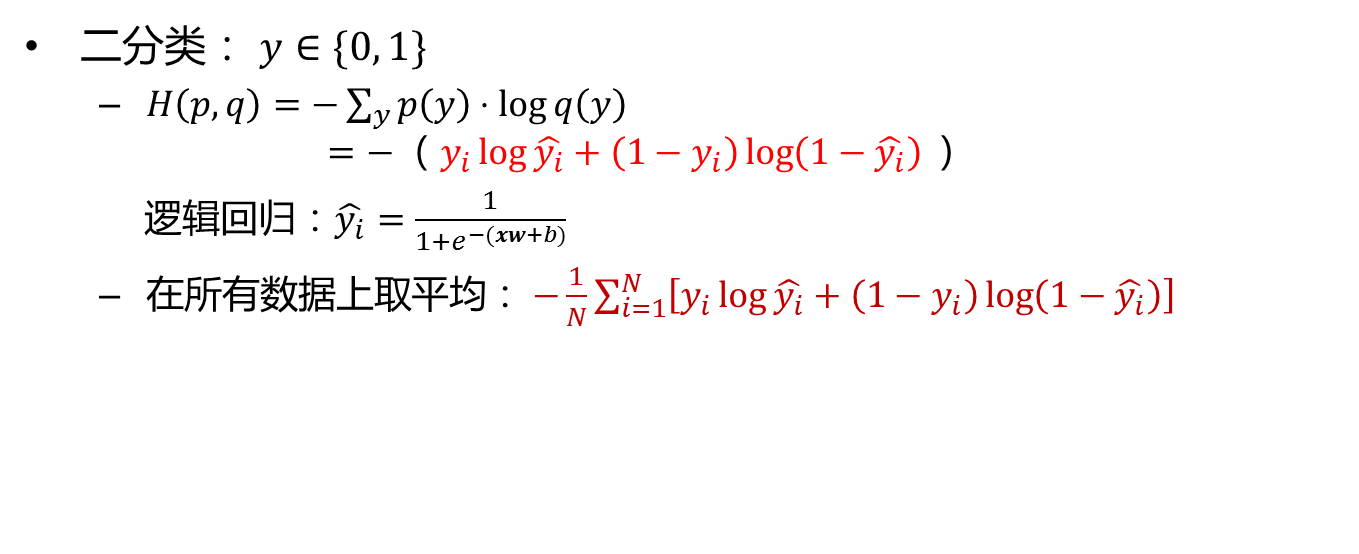 • 二分类： y ∈ {0, 1}
– H(p, q) = − ∑_y p(y) · log q(y)
= −（ y_i log ŷ_i + (1 − y_i) log(1 − ŷ_i) ）
逻辑回归：ŷ_i = 1/(1+e^{−(xw+b)})
– 在所有数据上取平均： −1/N ∑_{i=1}^{N} [y_i log ŷ_i + (1 − y_i) log(1 − ŷ_i)]